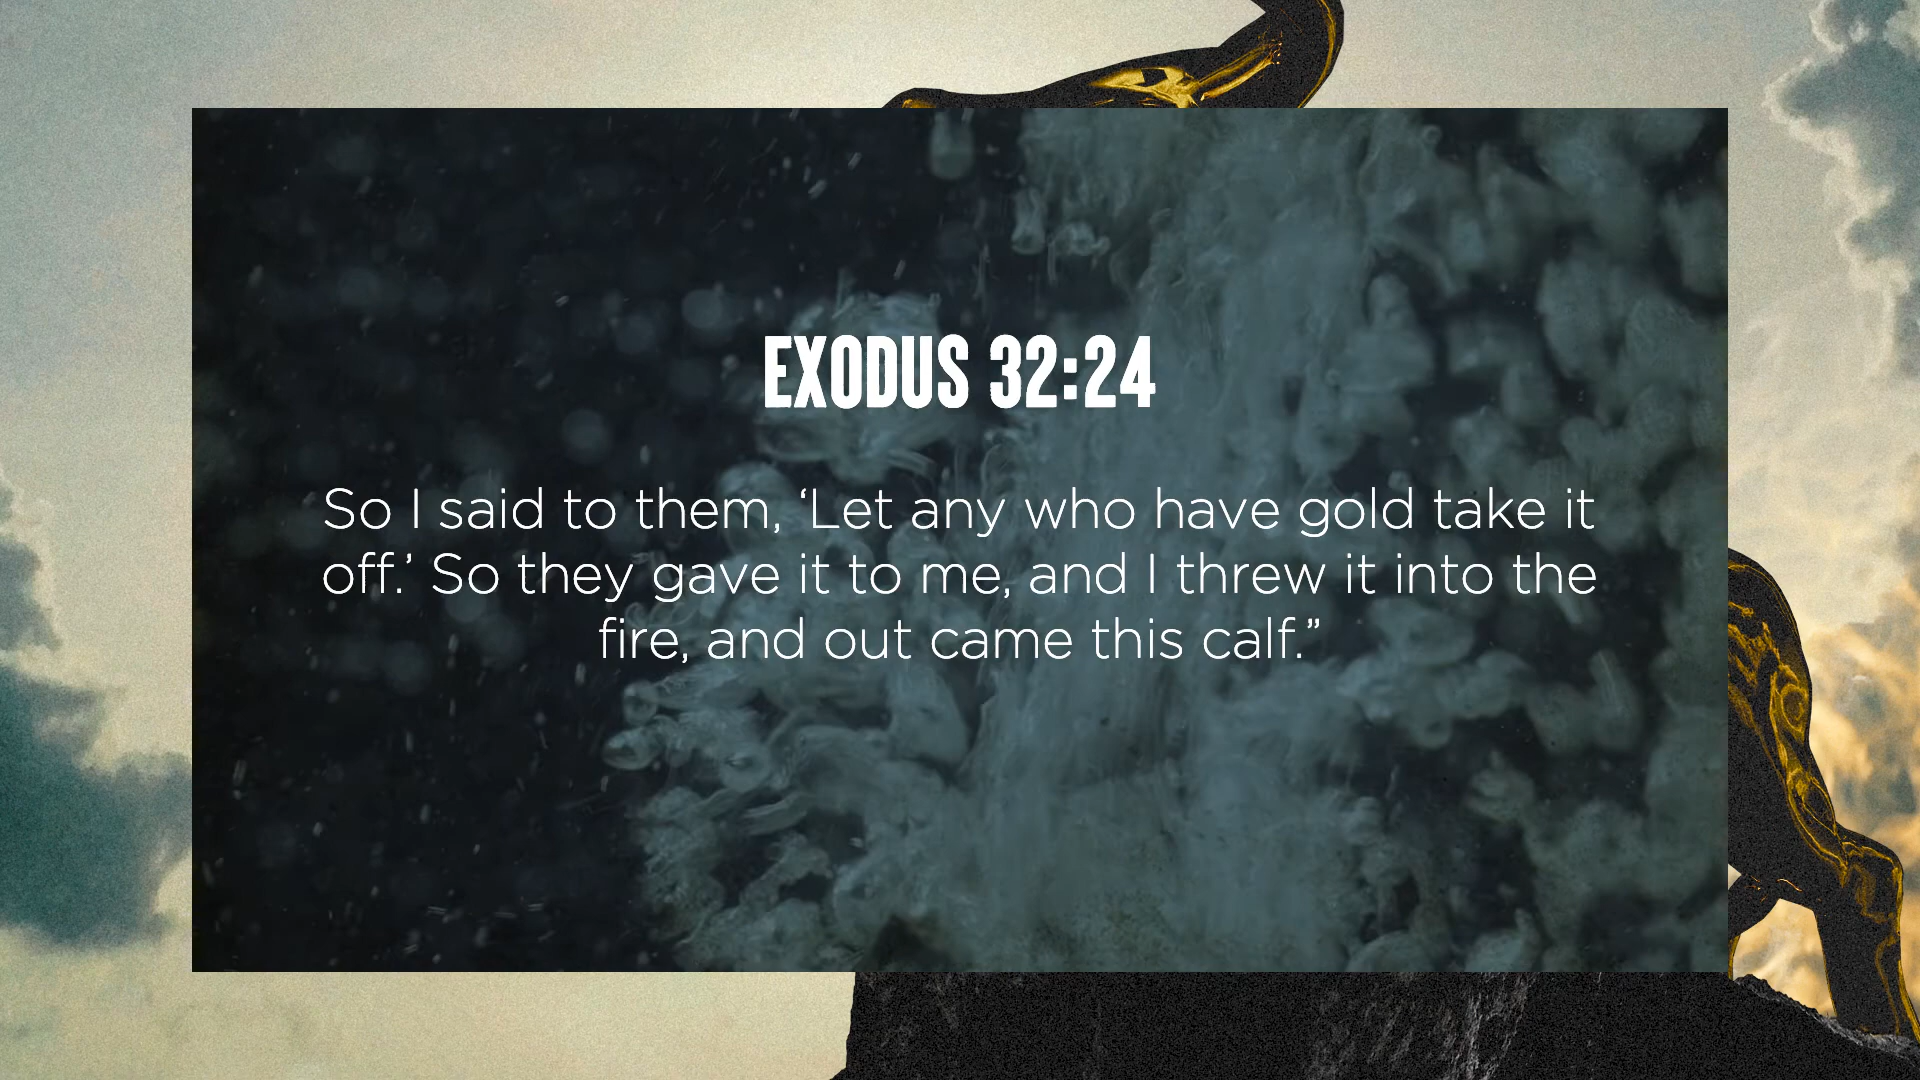 EXODUS 32:24
So I said to them, ‘Let any who have gold take it
off.’ So they gave it to me, and I threw it into the
fire, and out came this calf.”